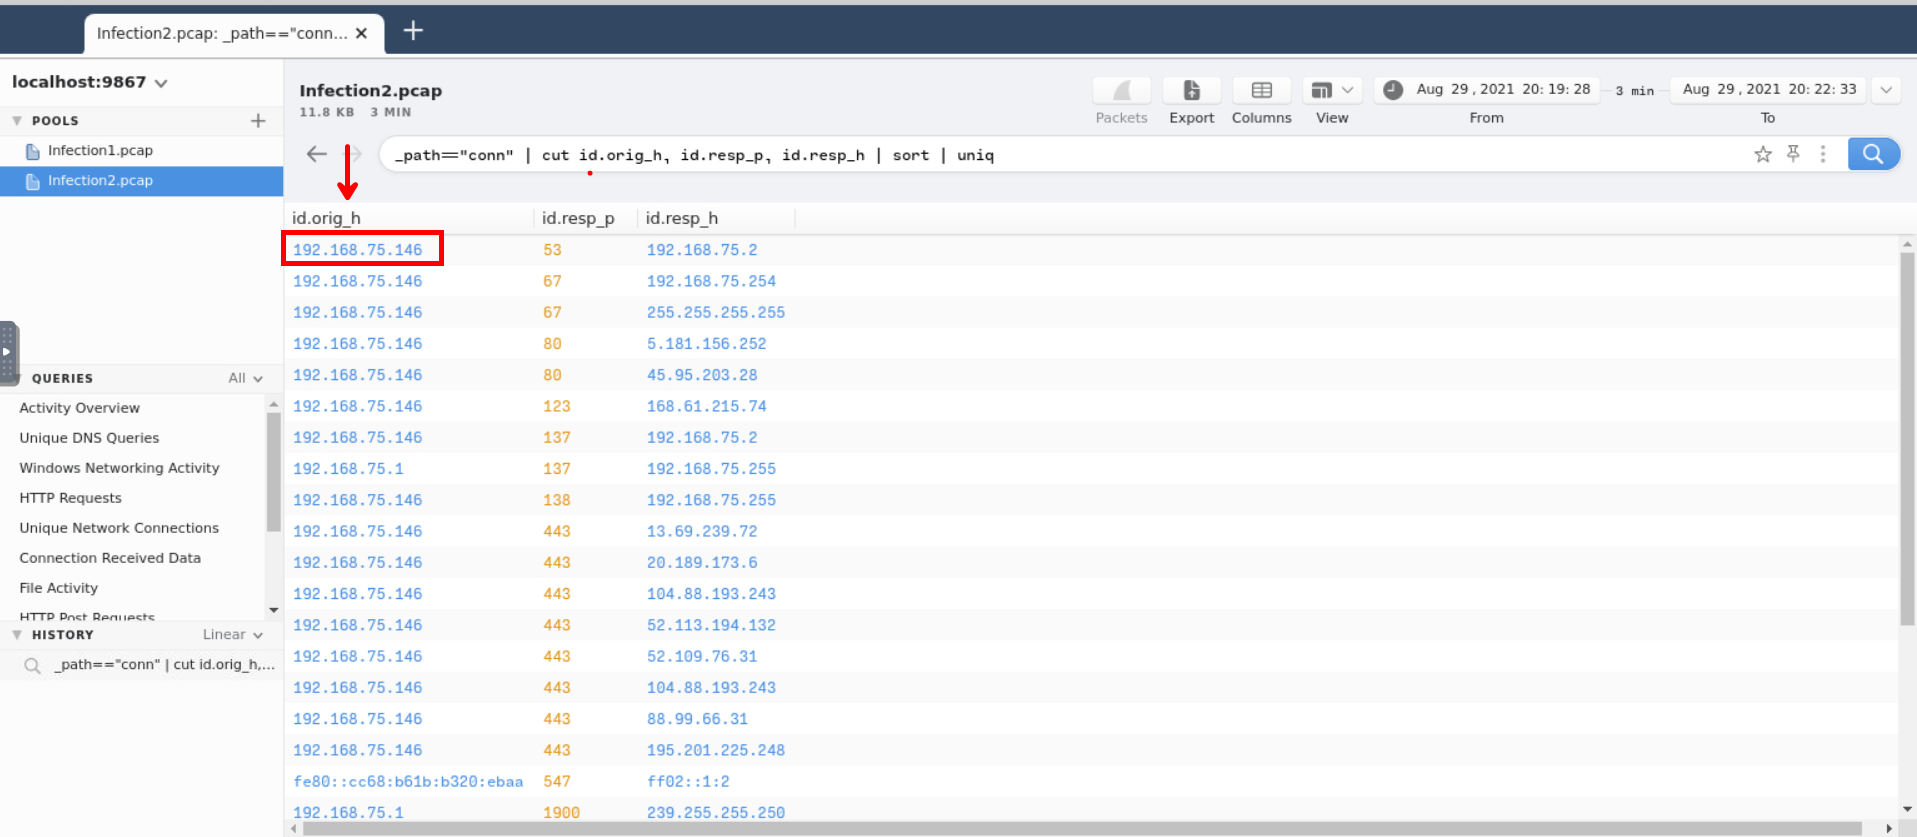 Infection2.pcap: _path=="conn... ✕ +
localhost:9867
POOLS +
Infection1.pcap
Infection2.pcap
QUERIES All
Activity Overview
Unique DNS Queries
Windows Networking Activity
HTTP Requests
Unique Network Connections
Connection Received Data
File Activity
HTTP Post Requests
HISTORY Linear
_path=="conn" | cut id.orig_h,...
Infection2.pcap
11.8 KB 3 MIN
Packets Export Columns View
Aug 29 , 2021 20: 19: 28 3 min Aug 29 , 2021 20: 22: 33
From To
_path=="conn" | cut id.orig_h, id.resp_p, id.resp_h | sort | uniq
id.orig_h id.resp_p id.resp_h
192.168.75.146 53 192.168.75.2
192.168.75.146 67 192.168.75.254
192.168.75.146 67 255.255.255.255
192.168.75.146 80 5.181.156.252
192.168.75.146 80 45.95.203.28
192.168.75.146 123 168.61.215.74
192.168.75.146 137 192.168.75.2
192.168.75.1 137 192.168.75.255
192.168.75.146 138 192.168.75.255
192.168.75.146 443 13.69.239.72
192.168.75.146 443 20.189.173.6
192.168.75.146 443 104.88.193.243
192.168.75.146 443 52.113.194.132
192.168.75.146 443 52.109.76.31
192.168.75.146 443 104.88.193.243
192.168.75.146 443 88.99.66.31
192.168.75.146 443 195.201.225.248
fe80::cc68:b61b:b320:ebaa 547 ff02::1:2
192.168.75.1 1900 239.255.255.250